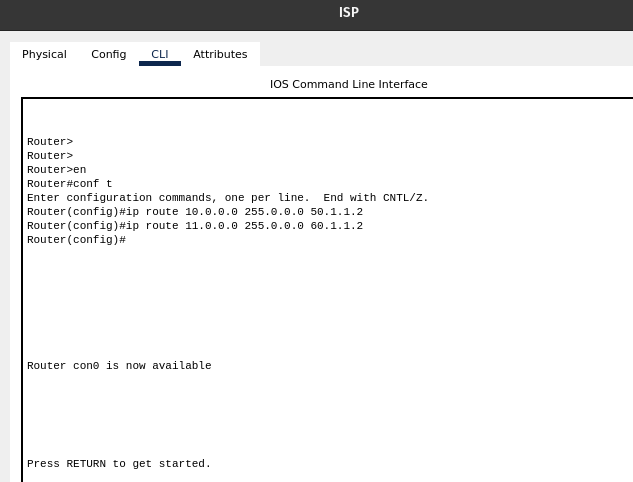 ISP
Physical Config CLI Attributes
IOS Command Line Interface
Router>
Router>
Router>en
Router#conf t
Enter configuration commands, one per line.  End with CNTL/Z.
Router(config)#ip route 10.0.0.0 255.0.0.0 50.1.1.2
Router(config)#ip route 11.0.0.0 255.0.0.0 60.1.1.2
Router(config)#
Router con0 is now available
Press RETURN to get started.